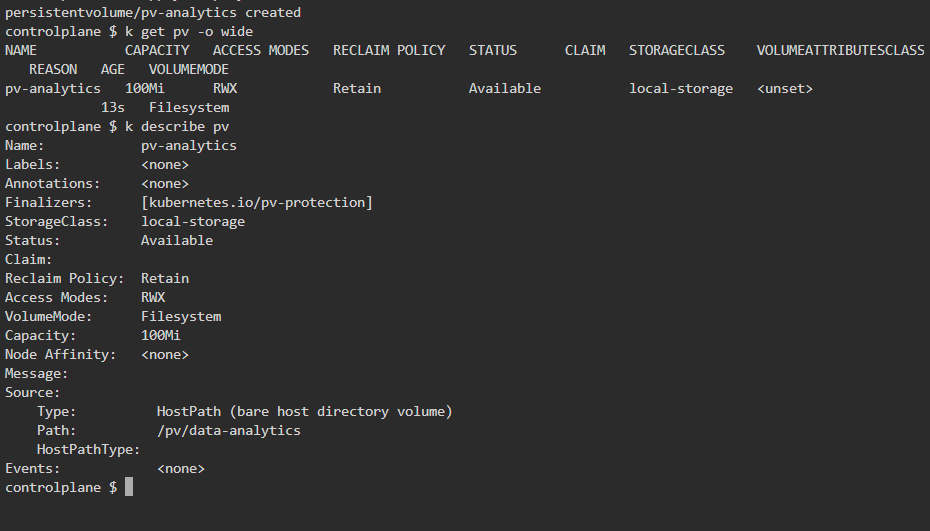 persistentvolume/pv-analytics created
controlplane $ k get pv -o wide
NAME           CAPACITY   ACCESS MODES   RECLAIM POLICY   STATUS      CLAIM   STORAGECLASS    VOLUMEATTRIBUTESCLASS
   REASON   AGE   VOLUMEMODE
pv-analytics   100Mi      RWX            Retain           Available           local-storage   <unset>
            13s   Filesystem
controlplane $ k describe pv
Name:            pv-analytics
Labels:          <none>
Annotations:     <none>
Finalizers:      [kubernetes.io/pv-protection]
StorageClass:    local-storage
Status:          Available
Claim:
Reclaim Policy:  Retain
Access Modes:    RWX
VolumeMode:      Filesystem
Capacity:        100Mi
Node Affinity:   <none>
Message:
Source:
    Type:          HostPath (bare host directory volume)
    Path:          /pv/data-analytics
    HostPathType:
Events:            <none>
controlplane $